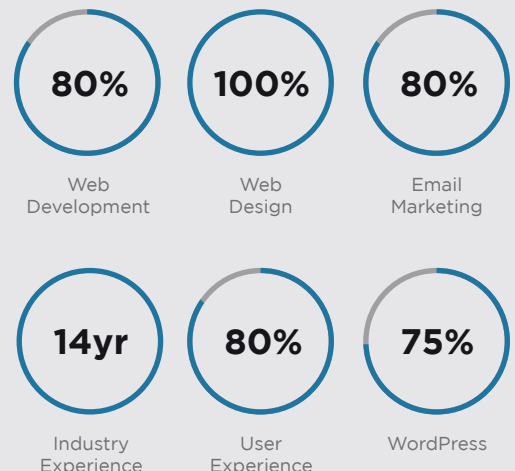 80%
100%
80%
Web
Development
Web
Design
Email
Marketing
14yr
80%
75%
Industry
Experience
User
Experience
WordPress